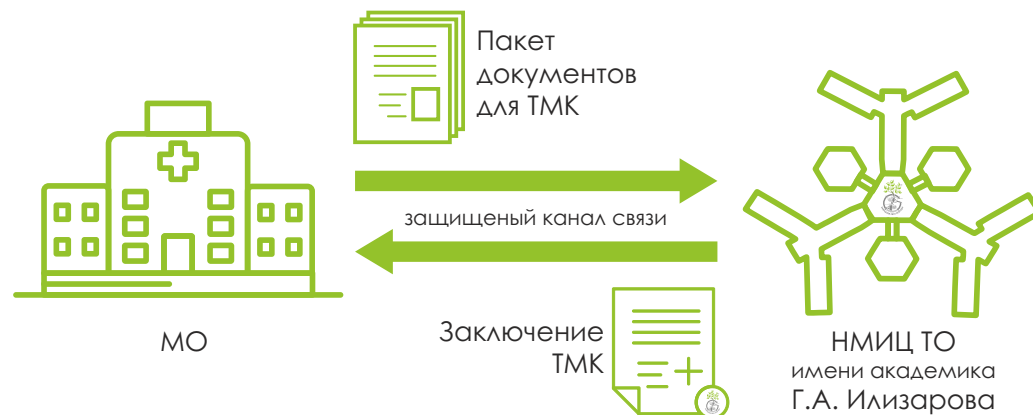 Пакет
документов
для ТМК
защищеный канал связи
МО
Заключение
ТМК
НМИЦ ТО
имени академика
Г.А. Илизарова